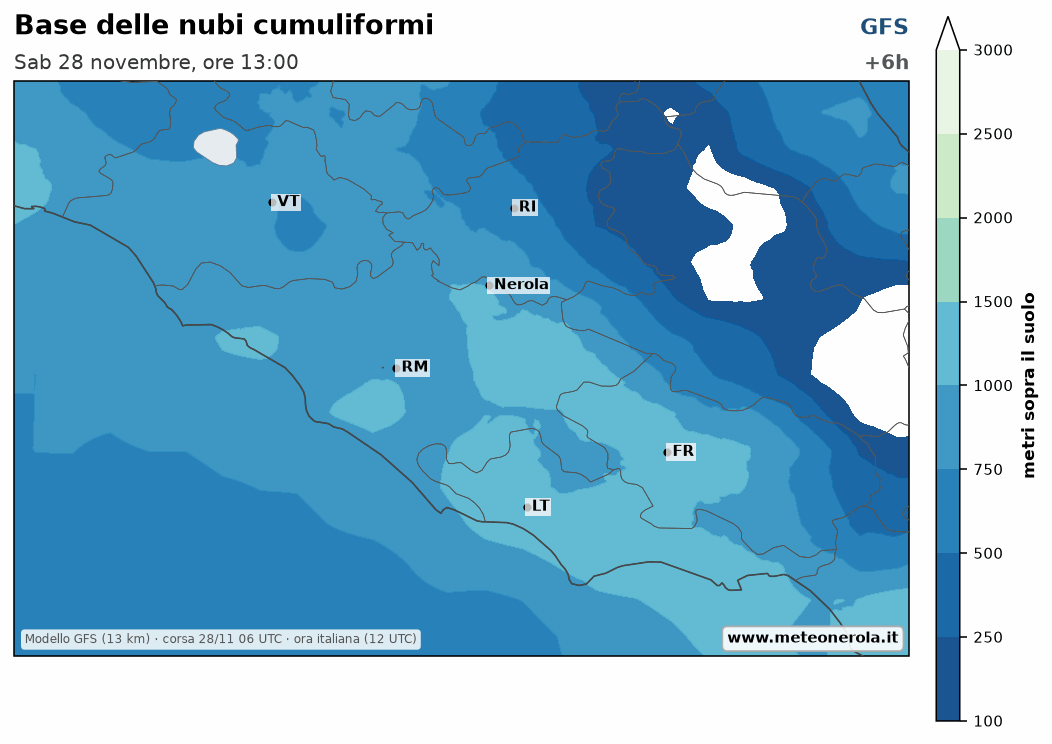 Base delle nubi cumuliformi
GFS
Sab 28 novembre, ore 13:00
+6h
VT
RI
Nerola
RM
FR
LT
3000
2500
2000
1500
1000
750
500
250
100
metri sopra il suolo
Modello GFS (13 km) · corsa 28/11 06 UTC · ora italiana (12 UTC)
www.meteonerola.it